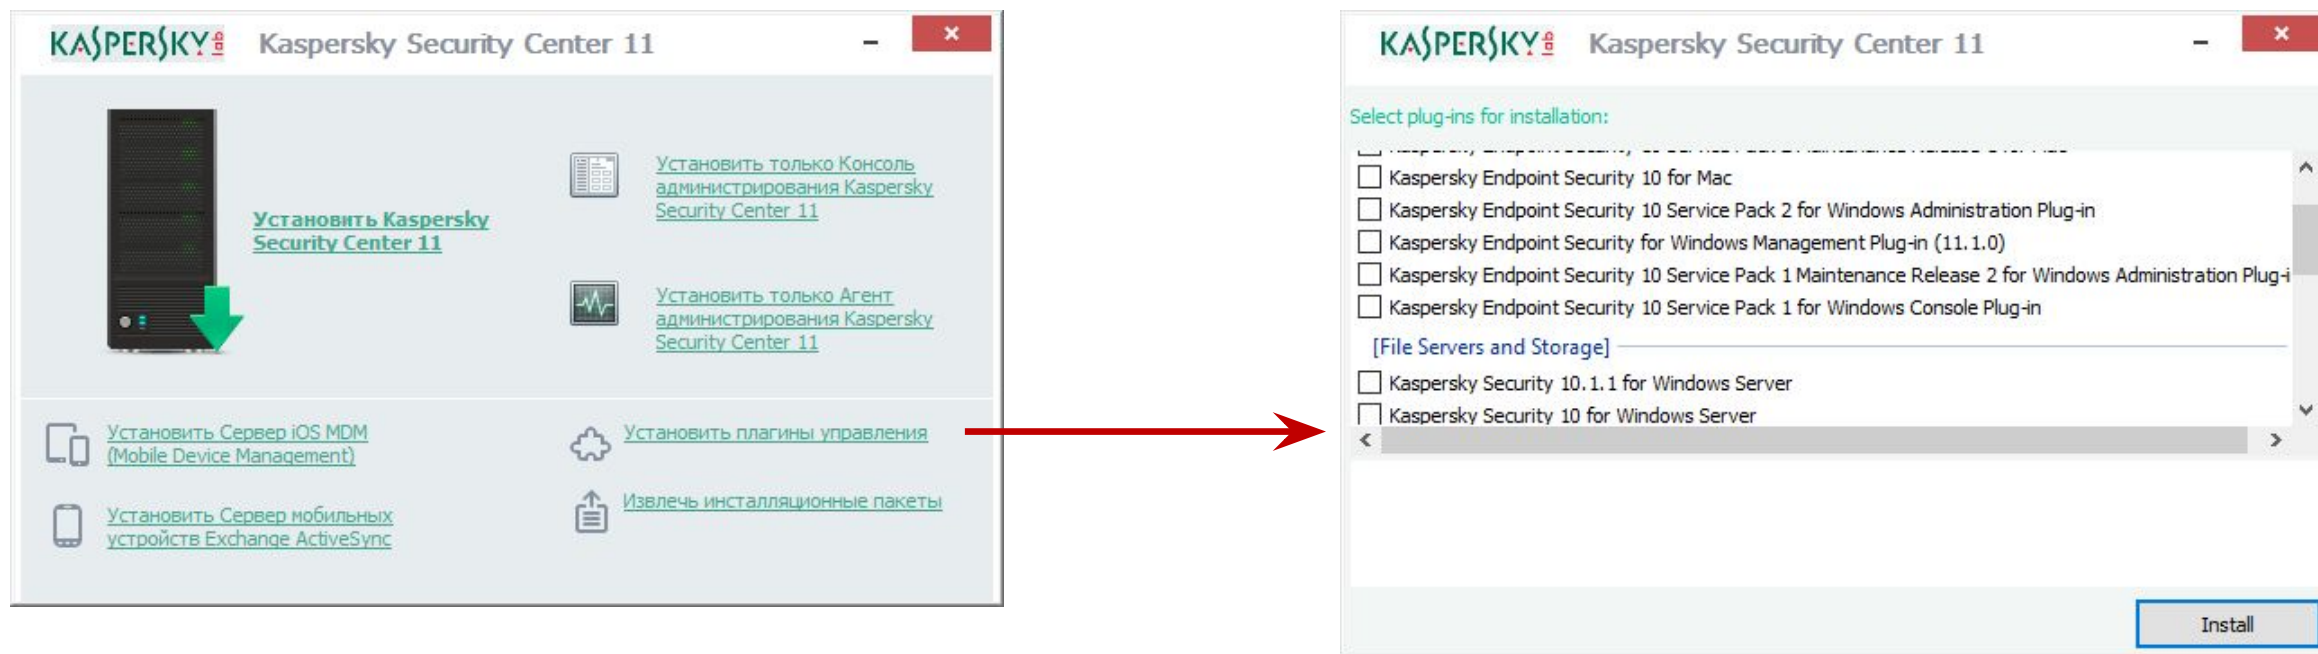 KASPERSKY lab Kaspersky Security Center 11
Установить Kaspersky
Security Center 11
Установить только Консоль
администрирования Kaspersky
Security Center 11
Установить только Агент
администрирования Kaspersky
Security Center 11
Установить Сервер iOS MDM
(Mobile Device Management)
Установить Сервер мобильных
устройств Exchange ActiveSync
Установить плагины управления
Извлечь инсталляционные пакеты
KASPERSKY lab Kaspersky Security Center 11
Select plug-ins for installation:
Kaspersky Endpoint Security 10 for Mac
Kaspersky Endpoint Security 10 Service Pack 2 for Windows Administration Plug-in
Kaspersky Endpoint Security for Windows Management Plug-in (11.1.0)
Kaspersky Endpoint Security 10 Service Pack 1 Maintenance Release 2 for Windows Administration Plug-i
Kaspersky Endpoint Security 10 Service Pack 1 for Windows Console Plug-in
[File Servers and Storage]
Kaspersky Security 10.1.1 for Windows Server
Kaspersky Security 10 for Windows Server
Install